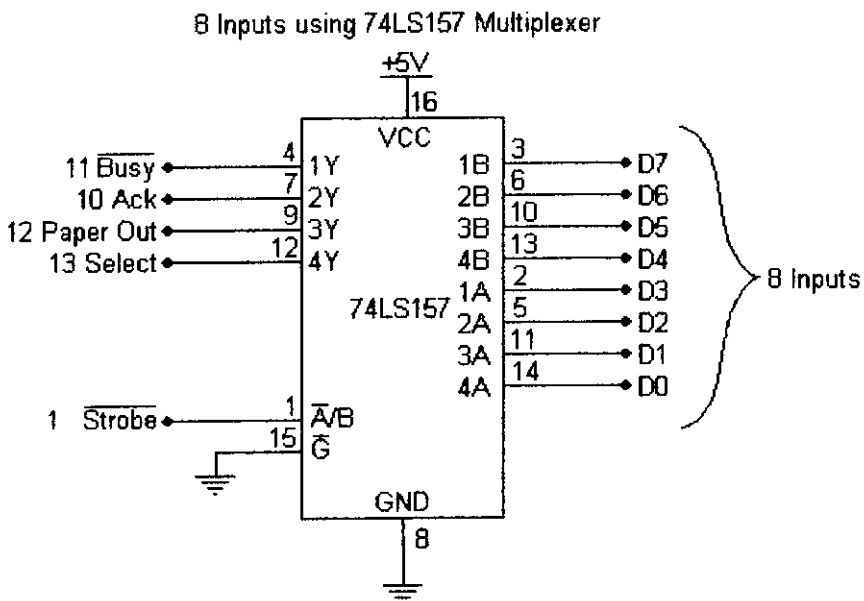 8 Inputs using 74LS157 Multiplexer
+5V
16
VCC
11 B̅u̅s̅y̅ 4 1Y 1B 3 D7
10 Ack 7 2Y 2B 6 D6
12 Paper Out 9 3Y 3B 10 D5
13 Select 12 4Y 4B 13 D4
1A 2 D3
8 Inputs
74LS157
2A 5 D2
3A 11 D1
4A 14 D0
1 S̅t̅r̅o̅b̅e̅ 1 A̅/B
15 G̅
GND
8